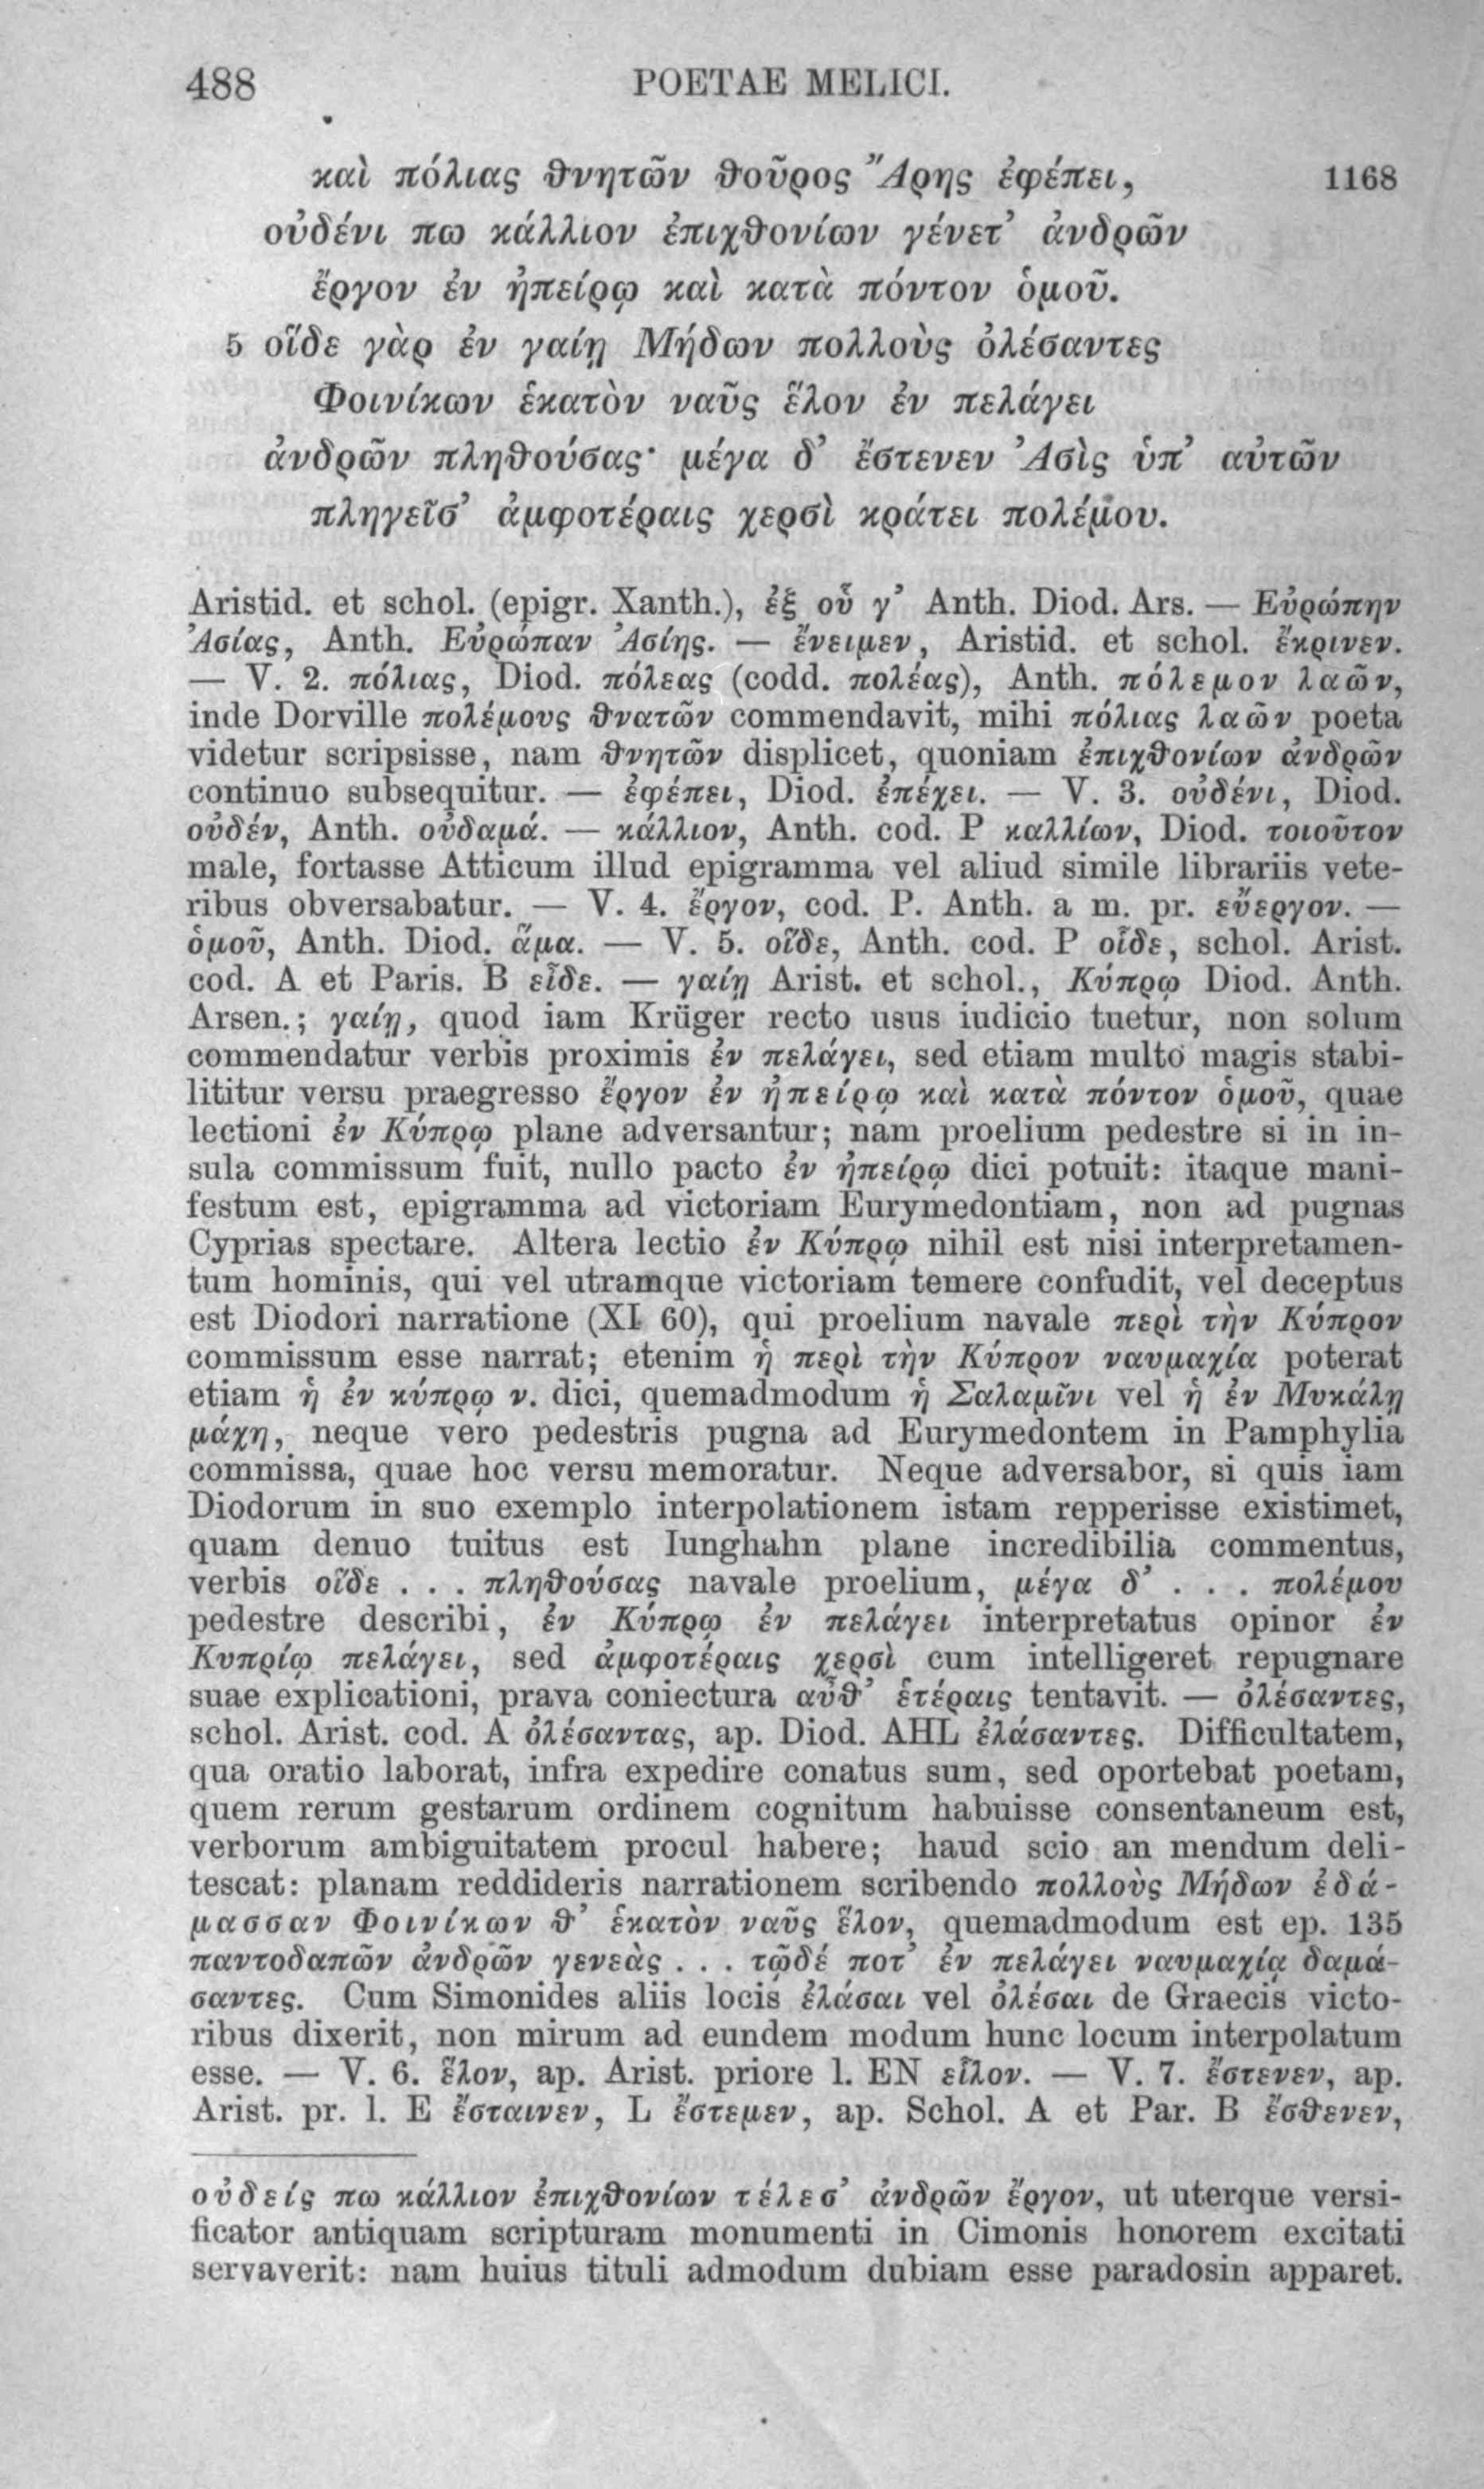 488 POETAE MELICI.
καὶ πόλιας θνητῶν θοῦρος Ἄρης ἐφέπει, 1168
οὐδένι πω κάλλιον ἐπιχθονίων γένετ’ ἀνδρῶν
ἔργον ἐν ἠπείρῳ καὶ κατὰ πόντον ὁμοῦ.
5 οἵδε γὰρ ἐν γαίῃ Μήδων πολλοὺς ὀλέσαντες
Φοινίκων ἑκατὸν ναῦς ἕλον ἐν πελάγει
ἀνδρῶν πληθούσας· μέγα δ’ ἔστενεν Ἀσὶς ὑπ’ αὐτῶν
πληγεῖσ’ ἀμφοτέραις χερσὶ κράτει πολέμου.
Aristid. et schol. (epigr. Xanth.), ἐξ οὗ γ’ Anth. Diod. Ars. — Εὐρώπην
Ἀσίας, Anth. Εὐρώπαν Ἀσίης. — ἔνειμεν, Aristid. et schol. ἔκρινεν.
— V. 2. πόλιας, Diod. πόλεας (codd. πολέας), Anth. πόλεμον λαῶν,
inde Dorville πολέμους θνατῶν commendavit, mihi πόλιας λαῶν poeta
videtur scripsisse, nam θνητῶν displicet, quoniam ἐπιχθονίων ἀνδρῶν
continuo subsequitur. — ἐφέπει, Diod. ἐπέχει. — V. 3. οὐδένι, Diod.
οὐδέν, Anth. οὐδαμά. — κάλλιον, Anth. cod. P καλλίων, Diod. τοιοῦτον
male, fortasse Atticum illud epigramma vel aliud simile librariis vete-
ribus obversabatur. — V. 4. ἔργον, cod. P. Anth. a m. pr. εὔεργον. —
ὁμοῦ, Anth. Diod. ἅμα. — V. 5. οἵδε, Anth. cod. P οἶδε, schol. Arist.
cod. A et Paris. B εἶδε. — γαίῃ Arist. et schol., Κύπρῳ Diod. Anth.
Arsen.; γαίῃ, quod iam Krüger recto usus iudicio tuetur, non solum
commendatur verbis proximis ἐν πελάγει, sed etiam multo magis stabi-
lititur versu praegresso ἔργον ἐν ἠπείρῳ καὶ κατὰ πόντον ὁμοῦ, quae
lectioni ἐν Κύπρῳ plane adversantur; nam proelium pedestre si in in-
sula commissum fuit, nullo pacto ἐν ἠπείρῳ dici potuit: itaque mani-
festum est, epigramma ad victoriam Eurymedontiam, non ad pugnas
Cyprias spectare. Altera lectio ἐν Κύπρῳ nihil est nisi interpretamen-
tum hominis, qui vel utramque victoriam temere confudit, vel deceptus
est Diodori narratione (XI 60), qui proelium navale περὶ τὴν Κύπρον
commissum esse narrat; etenim ἡ περὶ τὴν Κύπρον ναυμαχία poterat
etiam ἡ ἐν κύπρῳ ν. dici, quemadmodum ἡ Σαλαμῖνι vel ἡ ἐν Μυκάλῃ
μάχη, neque vero pedestris pugna ad Eurymedontem in Pamphylia
commissa, quae hoc versu memoratur. Neque adversabor, si quis iam
Diodorum in suo exemplo interpolationem istam repperisse existimet,
quam denuo tuitus est Iunghahn plane incredibilia commentus,
verbis οἵδε . . . πληθούσας navale proelium, μέγα δ’ . . . πολέμου
pedestre describi, ἐν Κύπρῳ ἐν πελάγει interpretatus opinor ἐν
Κυπρίῳ πελάγει, sed ἀμφοτέραις χερσὶ cum intelligeret repugnare
suae explicationi, prava coniectura αὖθ’ ἑτέραις tentavit. — ὀλέσαντες,
schol. Arist. cod. A ὀλέσαντας, ap. Diod. AHL ἐλάσαντες. Difficultatem,
qua oratio laborat, infra expedire conatus sum, sed oportebat poetam,
quem rerum gestarum ordinem cognitum habuisse consentaneum est,
verborum ambiguitatem procul habere; haud scio an mendum deli-
tescat: planam reddideris narrationem scribendo πολλοὺς Μήδων ἐδά-
μασσαν Φοινίκων θ’ ἑκατὸν ναῦς ἕλον, quemadmodum est ep. 135
παντοδαπῶν ἀνδρῶν γενεὰς . . . τῷδέ ποτ’ ἐν πελάγει ναυμαχίᾳ δαμά-
σαντες. Cum Simonides aliis locis ἐλάσαι vel ὀλέσαι de Graecis victo-
ribus dixerit, non mirum ad eundem modum hunc locum interpolatum
esse. — V. 6. ἕλον, ap. Arist. priore l. EN εἷλον. — V. 7. ἔστενεν, ap.
Arist. pr. l. E ἔσταινεν, L ἔστεμεν, ap. Schol. A et Par. B ἔσθενεν,
οὐδείς πω κάλλιον ἐπιχθονίων τέλεσ’ ἀνδρῶν ἔργον, ut uterque versi-
ficator antiquam scripturam monumenti in Cimonis honorem excitati
servaverit: nam huius tituli admodum dubiam esse paradosin apparet.